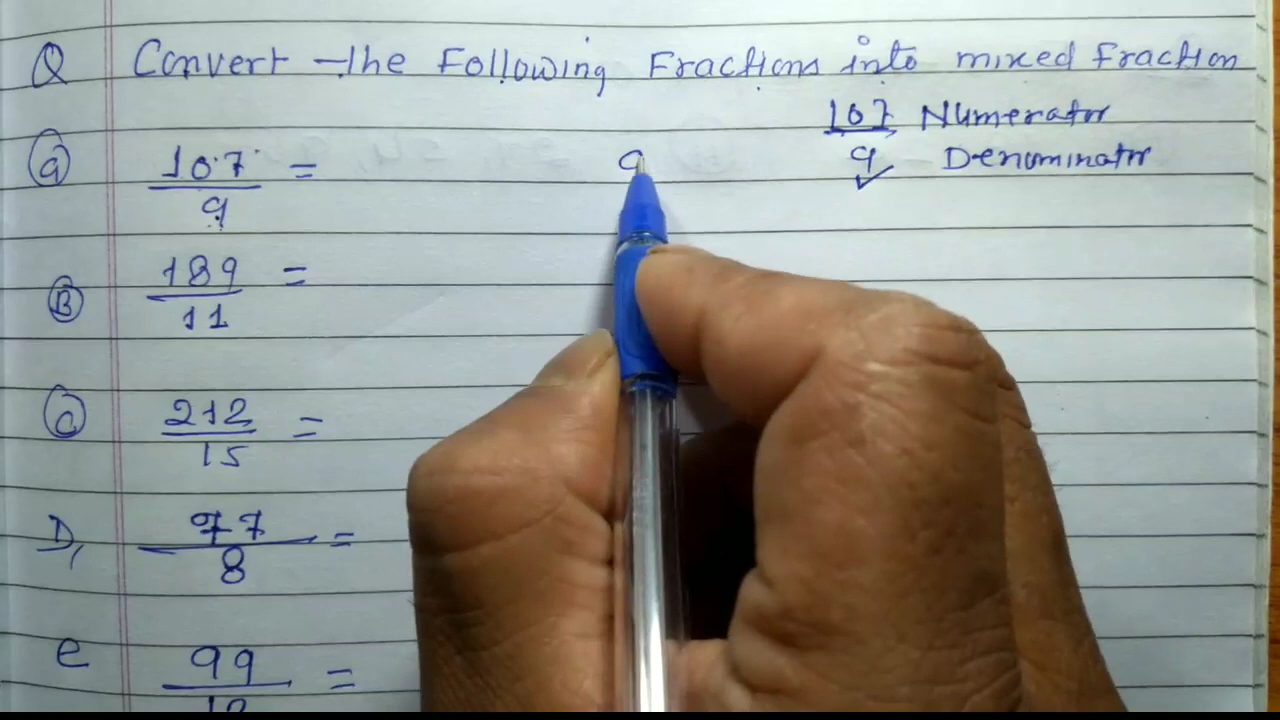 Q Convert the Following Fractions into mixed Fraction
107 Numerator
9 Denominator
a 107 =
9
9
B 189 =
11
C 212 =
15
D, 77 =
8
e 99 =